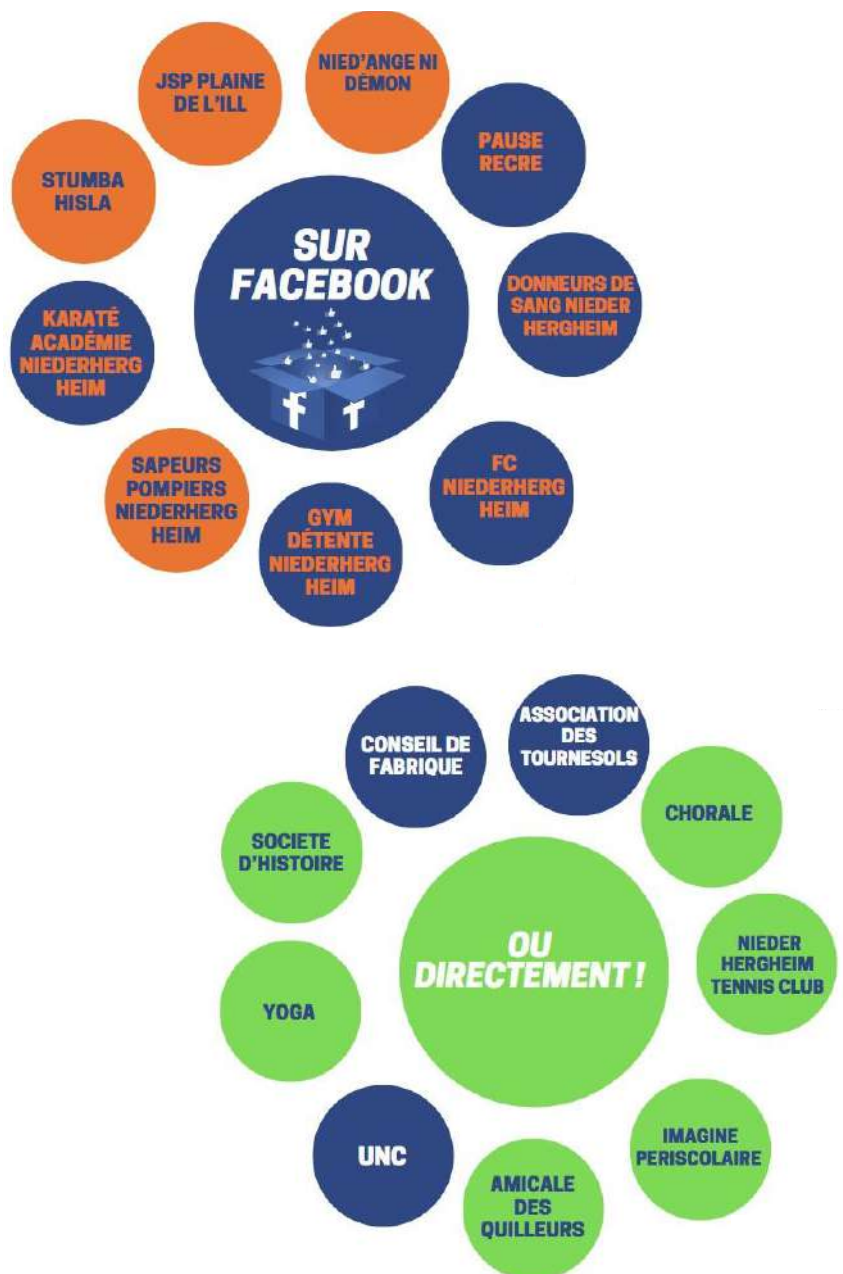 NIED'ANGE NI
DÉMON
JSP PLAINE
DE L'ILL
PAUSE
RECRE
STUMBA
HISLA
SUR
FACEBOOK
DONNEURS DE
SANG NIEDER
HERGHEIM
KARATÉ
ACADÉMIE
NIEDERHERG
HEIM
SAPEURS
POMPIERS
NIEDERHERG
HEIM
FC
NIEDERHERG
HEIM
GYM
DÉTENTE
NIEDERHERG
HEIM
CONSEIL DE
FABRIQUE
ASSOCIATION
DES
TOURNESOLS
CHORALE
SOCIETE
D'HISTOIRE
OU
DIRECTEMENT !
NIEDER
HERGHEIM
TENNIS CLUB
YOGA
UNC
IMAGINE
PERISCOLAIRE
AMICALE
DES
QUILLEURS